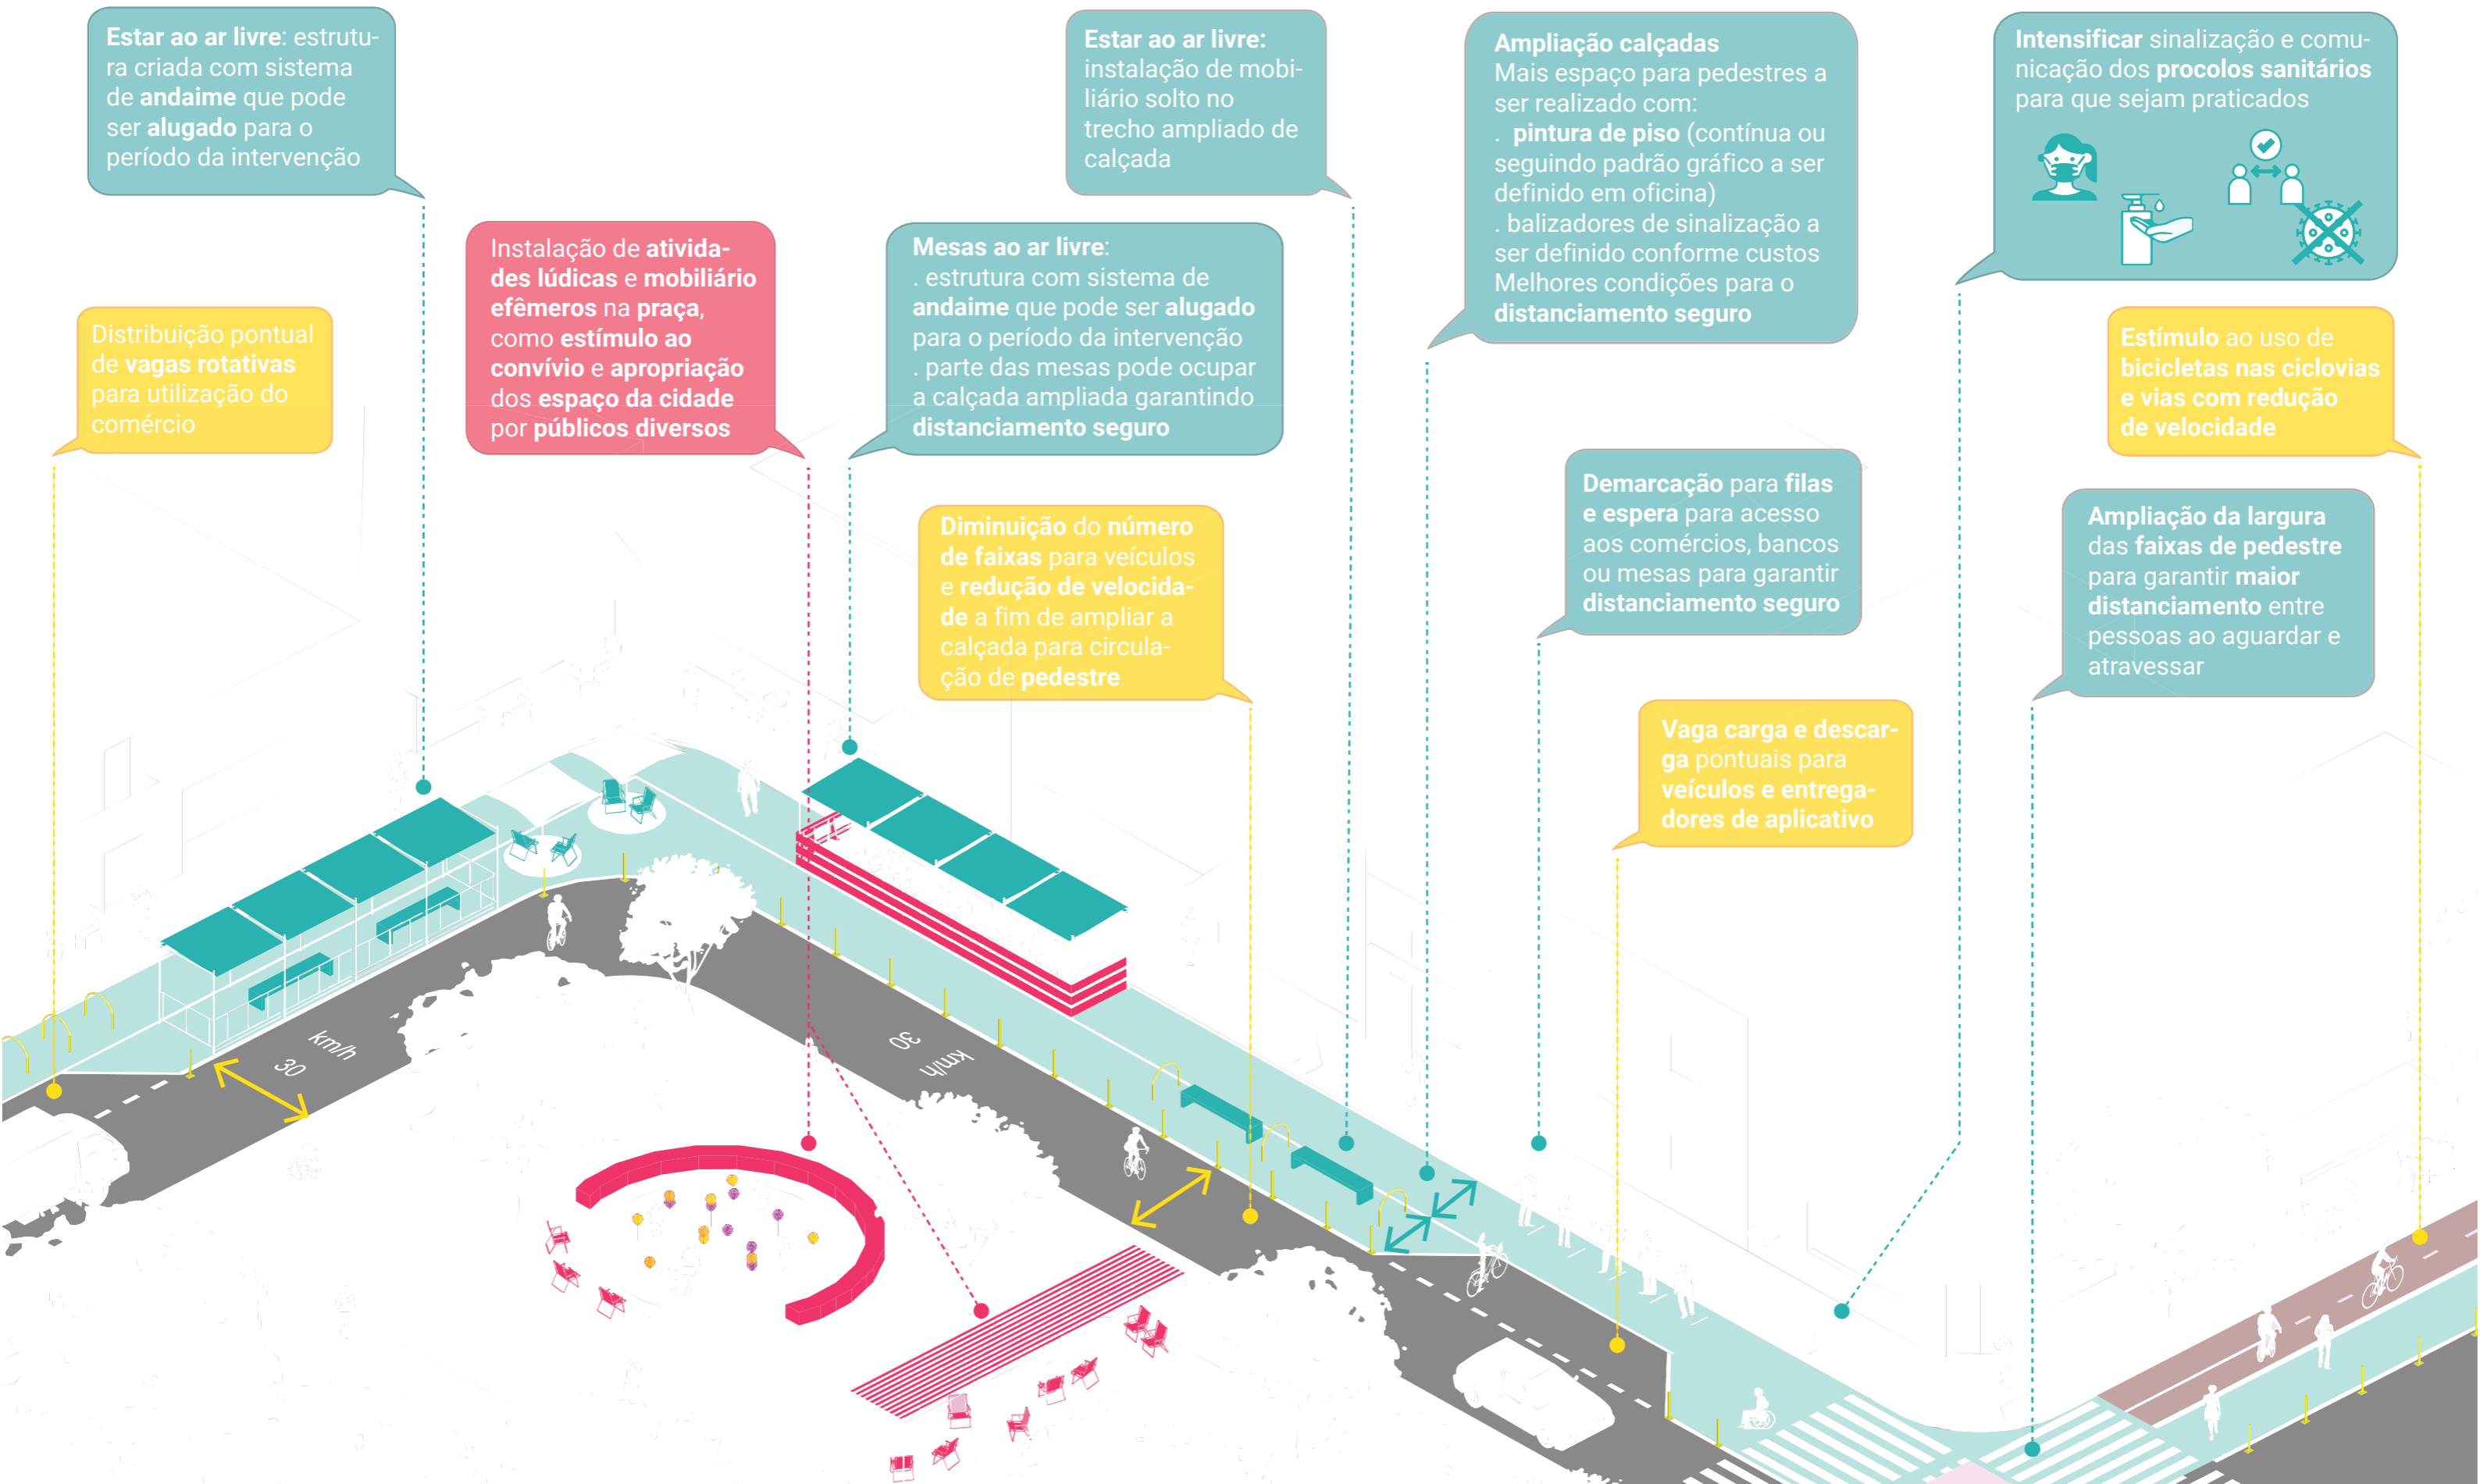 Estar ao ar livre: estrutu-
ra criada com sistema
de andaime que pode
ser alugado para o
período da intervenção
Estar ao ar livre:
instalação de mobi-
liário solto no
trecho ampliado de
calçada
Ampliação calçadas
Mais espaço para pedestres a
ser realizado com:
. pintura de piso (contínua ou
seguindo padrão gráfico a ser
definido em oficina)
. balizadores de sinalização a
ser definido conforme custos
Melhores condições para o
distanciamento seguro
Intensificar sinalização e comu-
nicação dos procolos sanitários
para que sejam praticados
Distribuição pontual
de vagas rotativas
para utilização do
comércio
Instalação de ativida-
des lúdicas e mobiliário
efêmeros na praça,
como estímulo ao
convívio e apropriação
dos espaço da cidade
por públicos diversos
Mesas ao ar livre:
. estrutura com sistema de
andaime que pode ser alugado
para o período da intervenção
. parte das mesas pode ocupar
a calçada ampliada garantindo
distanciamento seguro
Estímulo ao uso de
bicicletas nas ciclovias
e vias com redução
de velocidade
Diminuição do número
de faixas para veículos
e redução de velocida-
de a fim de ampliar a
calçada para circula-
ção de pedestre
Demarcação para filas
e espera para acesso
aos comércios, bancos
ou mesas para garantir
distanciamento seguro
Ampliação da largura
das faixas de pedestre
para garantir maior
distanciamento entre
pessoas ao aguardar e
atravessar
Vaga carga e descar-
ga pontuais para
veículos e entrega-
dores de aplicativo
km/h
30
30
km/h